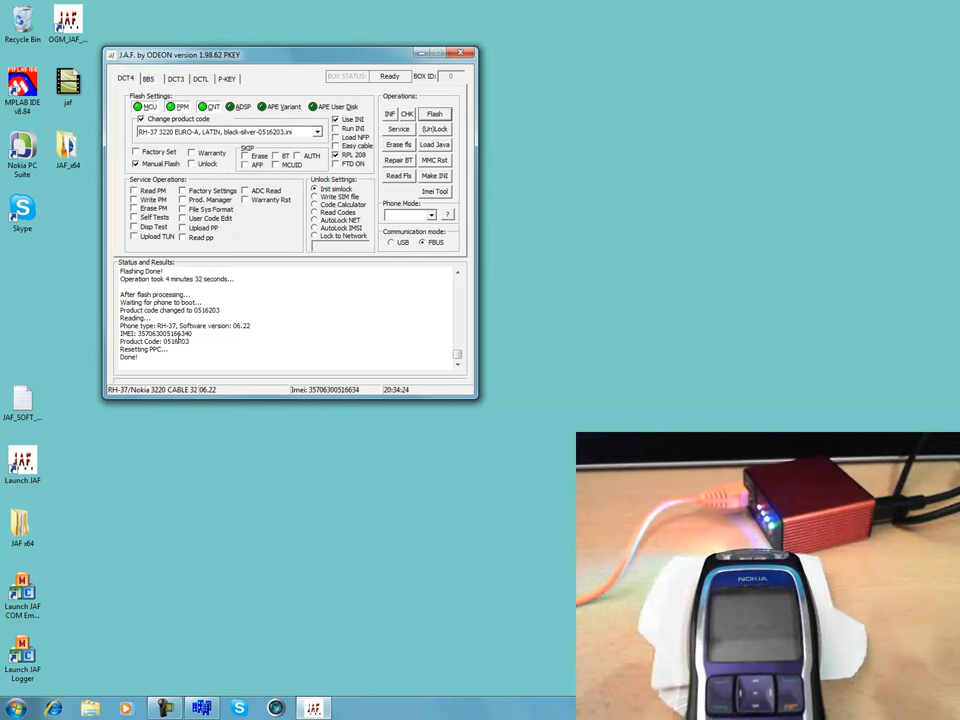 Recycle Bin
OGM_JAF_...
MPLAB IDE v8.84
jaf
Nokia PC Suite
JAF_x64
Skype
JAF_SOFT_...
Launch JAF
JAF x64
Launch JAF COM Em...
Launch JAF Logger
J.A.F. by ODEON version 1.98.62 PKEY
DCT4 BB5 DCT3 DCTL P-KEY
BOX STATUS: Ready BOX ID: 0
Flash Settings:
MCU PPM CNT ADSP APE Variant APE User Disk
Change product code
RH-37 3220 EURO-A, LATIN, black-silver-0516203.ini
Factory Set Warranty
Manual Flash Unlock
SKIP
Erase BT AUTH
AFP MCUID
Use INI
Run INI
Load NFP
Easy cable
RPL 208
FTD ON
Operations:
INF CHK Flash
Service (Un)Lock
Erase fls Load Java
Repair BT MMC Rst
Read Fls Make INI
Imei Tool
Phone Mode:
?
Communication mode:
USB FBUS
Service Operations:
Read PM Factory Settings ADC Read
Write PM Prod. Manager Warranty Rst
Erase PM File Sys Format
Self Tests User Code Edit
Disp Test Upload PP
Upload TUN Read pp
Unlock Settings:
Init simlock
Write SIM file
Code Calculator
Read Codes
AutoLock NET
AutoLock IMSI
Lock to Network
Status and Results:
Flashing Done!
Operation took 4 minutes 32 seconds...
After flash processing...
Waiting for phone to boot...
Product code changed to 0516203
Reading...
Phone type: RH-37, Software version: 06.22
IMEI: 357063005166340
Product Code: 0516203
Resetting PPC...
Done!
RH-37/Nokia 3220 CABLE 32 06.22 Imei: 35706300516634 20:34:24
NOKIA